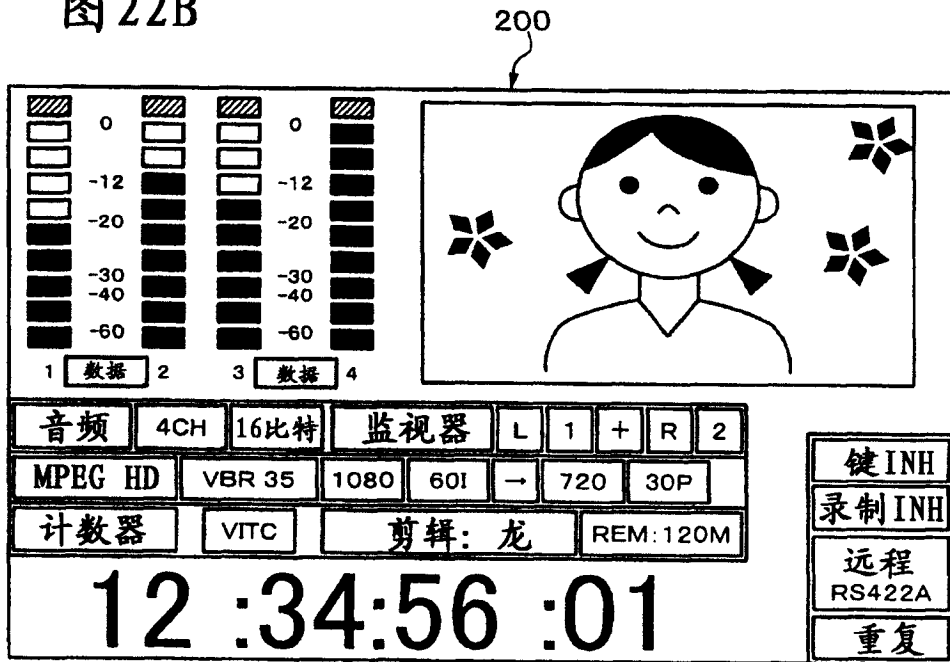 图 22B
200
0 0
-12 -12
-20 -20
-30 -30
-40 -40
-60 -60
1 数据 2 3 数据 4
音频 4CH 16比特 监视器 L 1 + R 2
MPEG HD VBR 35 1080 60I → 720 30P
计数器 VITC 剪辑: 龙 REM:120M
12 :34:56 :01
键INH
录制INH
远程
RS422A
重复